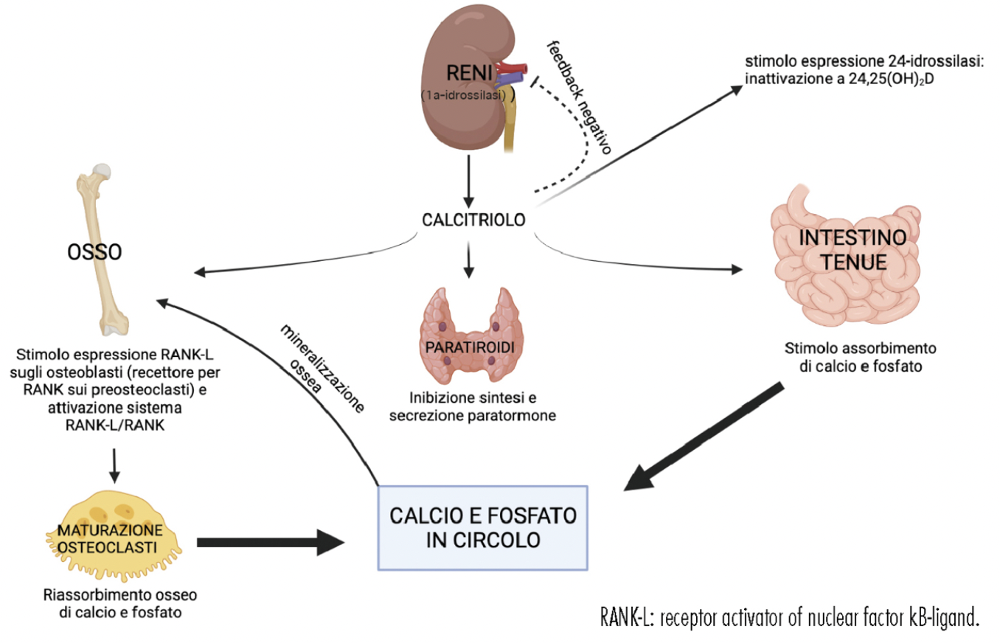 RENI
(1a-idrossilasi) )
feedback negativo
stimolo espressione 24-idrossilasi:
inattivazione a 24,25(OH)₂D
CALCITRIOLO
OSSO
INTESTINO
TENUE
PARATIROIDI
Stimolo espressione RANK-L
sugli osteoblasti (recettore per
RANK sui preosteoclasti) e
attivazione sistema
RANK-L/RANK
mineralizzazione
ossea
Inibizione sintesi e
secrezione paratormone
Stimolo assorbimento
di calcio e fosfato
MATURAZIONE
OSTEOCLASTI
Riassorbimento osseo
di calcio e fosfato
CALCIO E FOSFATO
IN CIRCOLO
RANK-L: receptor activator of nuclear factor kB-ligand.